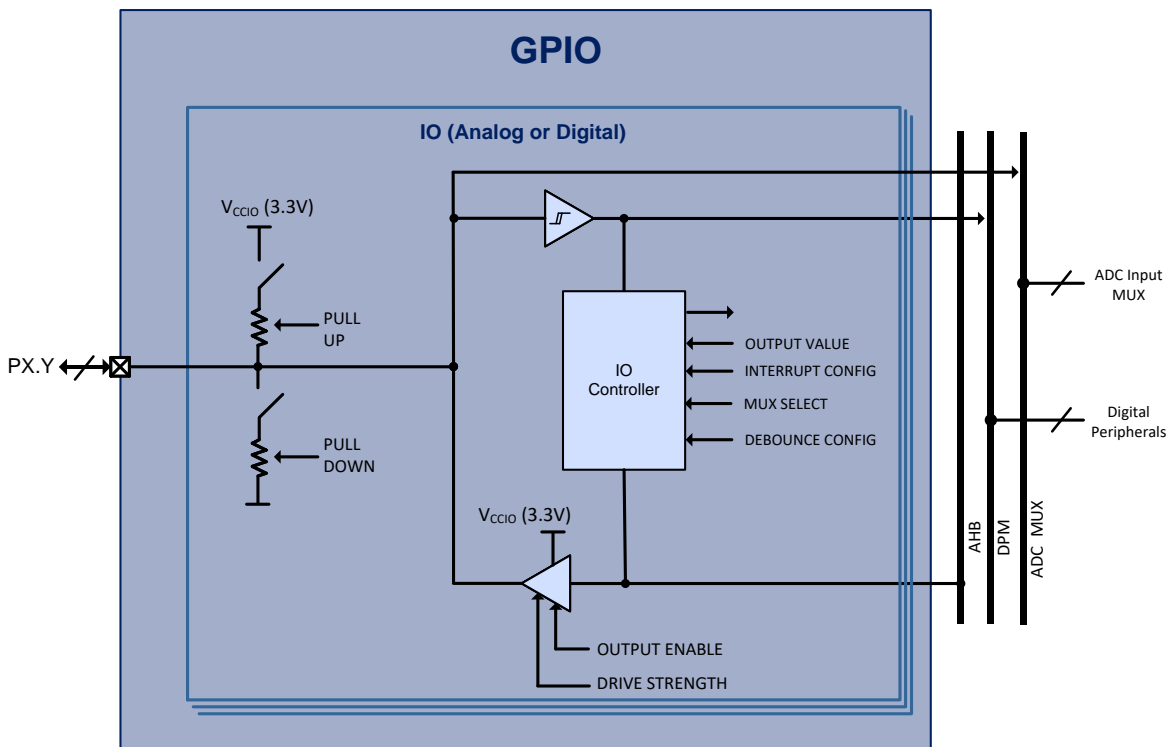 GPIO
IO (Analog or Digital)
VCCIO (3.3V)
PULL
UP
PX.Y
PULL
DOWN
IO
Controller
OUTPUT VALUE
INTERRUPT CONFIG
MUX SELECT
DEBOUNCE CONFIG
VCCIO (3.3V)
OUTPUT ENABLE
DRIVE STRENGTH
AHB
DPM
ADC MUX
ADC Input
MUX
Digital
Peripherals